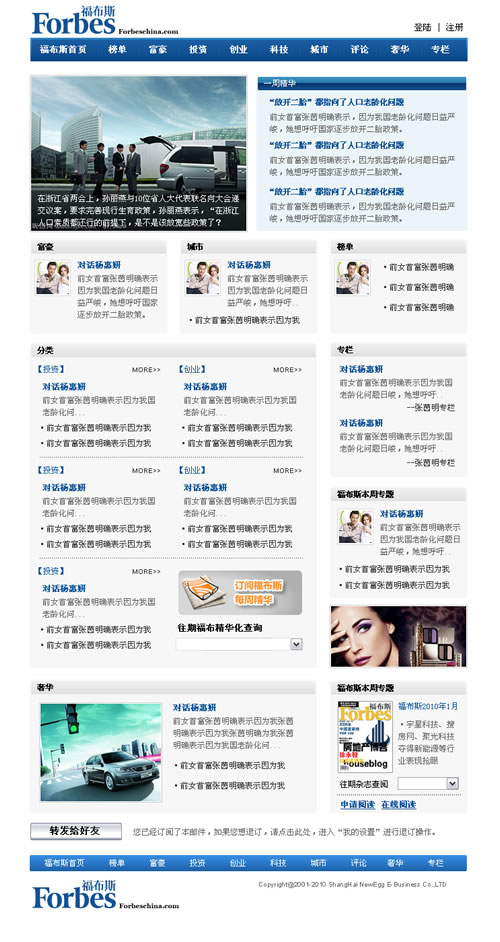 福布斯
Forbes Forbeschina.com
登陆 | 注册
福布斯首页 榜单 富豪 投资 创业 科技 城市 评论 奢华 专栏
在浙江省两会上，孙丽燕与10位省人大代表联名向大会递
交议案，要求完善现行生育政策，孙丽燕表示，“在浙江
人口素质都还行的前提下，是不是该放宽些政策了？
一周精华
“放开二胎”都指向了人口老龄化问题
前女首富张茵明确表示，因为我国老龄化问题日益严
峻，她想呼吁国家逐步放开二胎政策。
“放开二胎”都指向了人口老龄化问题
前女首富张茵明确表示，因为我国老龄化问题日益严
峻，她想呼吁国家逐步放开二胎政策。
“放开二胎”都指向了人口老龄化问题
前女首富张茵明确表示，因为我国老龄化问题日益严
峻，她想呼吁国家逐步放开二胎政策。
富豪
对话杨惠妍
前女首富张茵明确表示
因为我国老龄化问题日
益严峻，她想呼吁国家
逐步放开二胎政策。
城市
对话杨惠妍
前女首富张茵明确表示
因为我国老龄化问题日
益严峻，她想呼吁..
• 前女首富张茵明确表示因为我
榜单
• 前女首富张茵明确
• 前女首富张茵明确
• 前女首富张茵明确
分类
【投资】 MORE>>
对话杨惠妍
前女首富张茵明确表示因为我国
老龄化问...
• 前女首富张茵明确表示因为我
• 前女首富张茵明确表示因为我
【创业】 MORE>>
对话杨惠妍
前女首富张茵明确表示因为我国
老龄化问...
• 前女首富张茵明确表示因为我
• 前女首富张茵明确表示因为我
【投资】 MORE>>
对话杨惠妍
前女首富张茵明确表示因为我国
老龄化问...
• 前女首富张茵明确表示因为我
• 前女首富张茵明确表示因为我
【创业】 MORE>>
对话杨惠妍
前女首富张茵明确表示因为我国
老龄化问...
• 前女首富张茵明确表示因为我
• 前女首富张茵明确表示因为我
【投资】 MORE>>
对话杨惠妍
前女首富张茵明确表示因为我国
老龄化问...
• 前女首富张茵明确表示因为我
• 前女首富张茵明确表示因为我
订阅福布斯
每周精华
往期福布精华化查询
专栏
对话杨惠妍
前女首富张茵明确表示因为我国
老龄化问题日峻，她想呼吁..
--张茵明专栏
对话杨惠妍
前女首富张茵明确表示因为我国
老龄化问题日峻，她想呼吁..
--张茵明专栏
福布斯本周专题
对话杨惠妍
前女首富张茵明确表示
因为我国老龄化问题日
益严峻，她想呼吁..
• 前女首富张茵明确表示因为我
• 前女首富张茵明确表示因为我
奢华
对话杨惠妍
前女首富张茵明确表示因为我张茵
明确表示因为我张茵明确为我张茵
明确表示因为我国老龄化问...
• 前女首富张茵明确表示因为我
• 前女首富张茵明确表示因为我
福布斯本周专题
福布斯
Forbes
房地产博客
houseblog
福布斯2010年1月
• 宇星科技、搜
房网、聚光科技
夺得新能源等行
业表现抢眼
往期杂志查阅
申请阅读 在线阅读
转发给好友
您已经订阅了本邮件，如果您想退订，请点击此处，进入“我的设置”进行退订操作。
福布斯首页 榜单 富豪 投资 创业 科技 城市 评论 奢华 专栏
福布斯
Forbes Forbeschina.com
Copyright@2001-2010 ShangHai NewEgg E-Business Co.,LTD